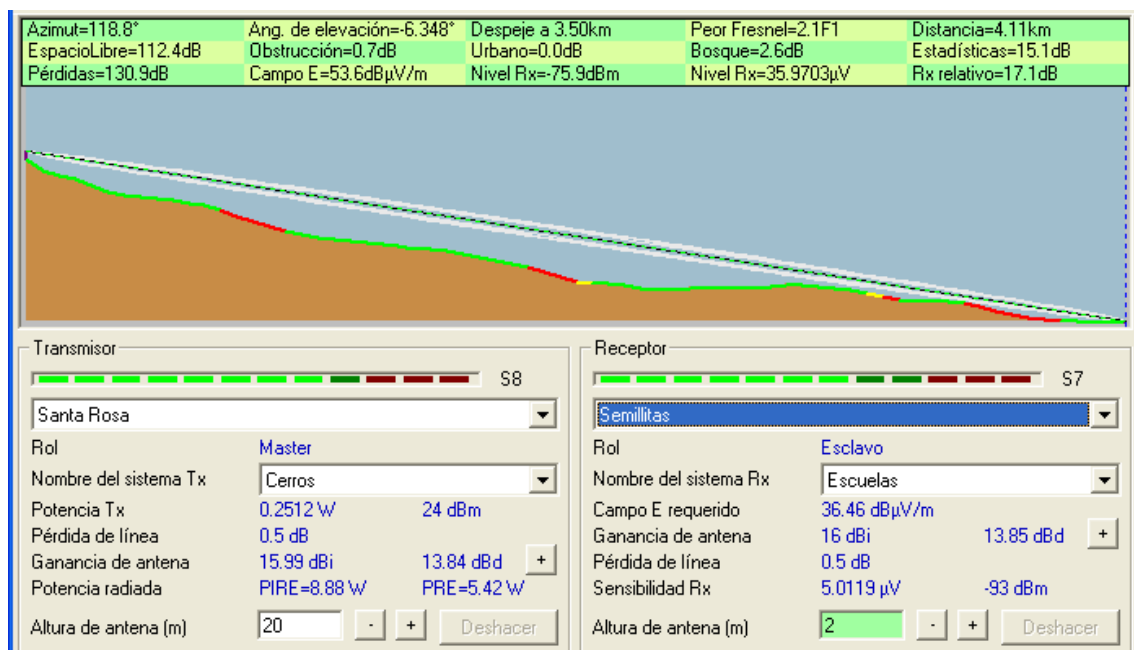 Azimut=118.8° Ang. de elevación=-6.348° Despeje a 3.50km Peor Fresnel=2.1F1 Distancia=4.11km
EspacioLibre=112.4dB Obstrucción=0.7dB Urbano=0.0dB Bosque=2.6dB Estadísticas=15.1dB
Pérdidas=130.9dB Campo E=53.6dBµV/m Nivel Rx=-75.9dBm Nivel Rx=35.9703µV Rx relativo=17.1dB
Transmisor
S8
Santa Rosa
Rol Master
Nombre del sistema Tx Cerros
Potencia Tx 0.2512 W 24 dBm
Pérdida de línea 0.5 dB
Ganancia de antena 15.99 dBi 13.84 dBd +
Potencia radiada PIRE=8.88 W PRE=5.42 W
Altura de antena (m) 20 - + Deshacer
Receptor
S7
Semillitas
Rol Esclavo
Nombre del sistema Rx Escuelas
Campo E requerido 36.46 dBµV/m
Ganancia de antena 16 dBi 13.85 dBd +
Pérdida de línea 0.5 dB
Sensibilidad Rx 5.0119 µV -93 dBm
Altura de antena (m) 2 - + Deshacer